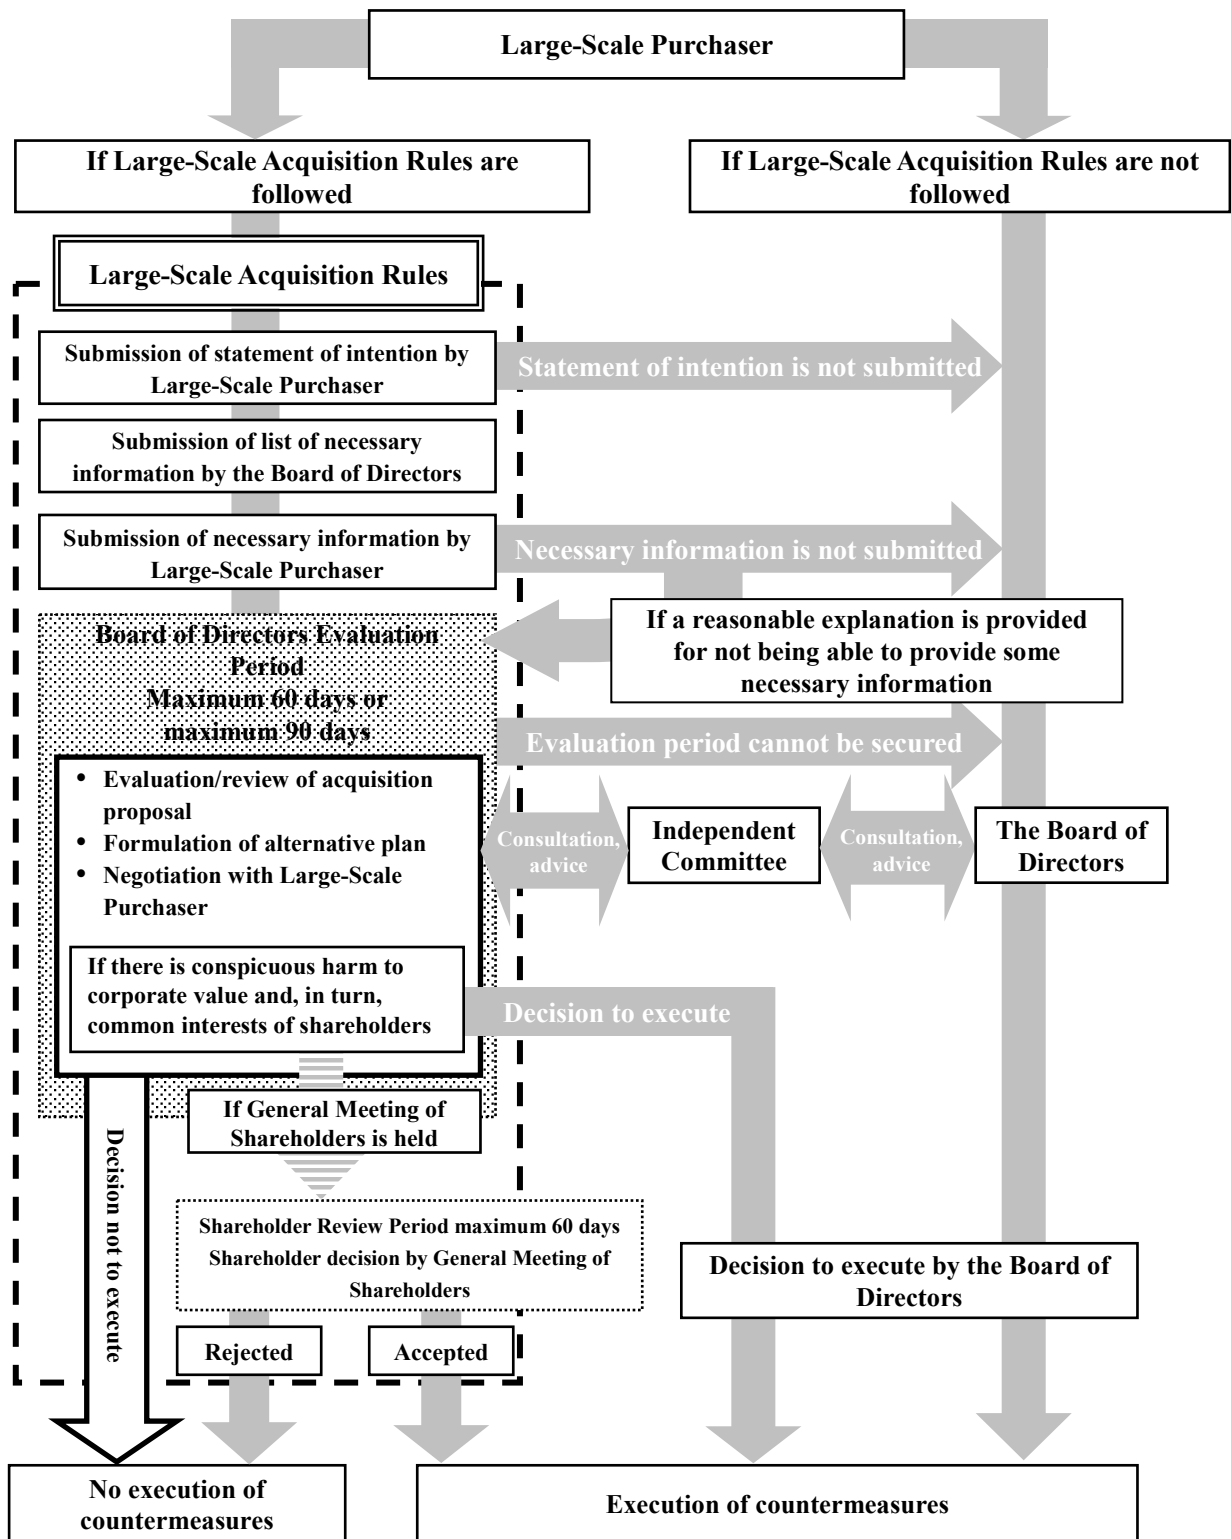 Large-Scale Purchaser
If Large-Scale Acquisition Rules are
followed
If Large-Scale Acquisition Rules are not
followed
Large-Scale Acquisition Rules
Submission of statement of intention by
Large-Scale Purchaser
Statement of intention is not submitted
Submission of list of necessary
information by the Board of Directors
Submission of necessary information by
Large-Scale Purchaser
Necessary information is not submitted
If a reasonable explanation is provided
for not being able to provide some
necessary information
Board of Directors Evaluation
Period
Maximum 60 days or
maximum 90 days
Evaluation period cannot be secured
• Evaluation/review of acquisition
proposal
• Formulation of alternative plan
• Negotiation with Large-Scale
Purchaser
Consultation,
advice
Independent
Committee
Consultation,
advice
The Board of
Directors
If there is conspicuous harm to
corporate value and, in turn,
common interests of shareholders
Decision to execute
If General Meeting of
Shareholders is held
Decision not to execute
Shareholder Review Period maximum 60 days
Shareholder decision by General Meeting of
Shareholders
Decision to execute by the Board of
Directors
Rejected
Accepted
No execution of
countermeasures
Execution of countermeasures